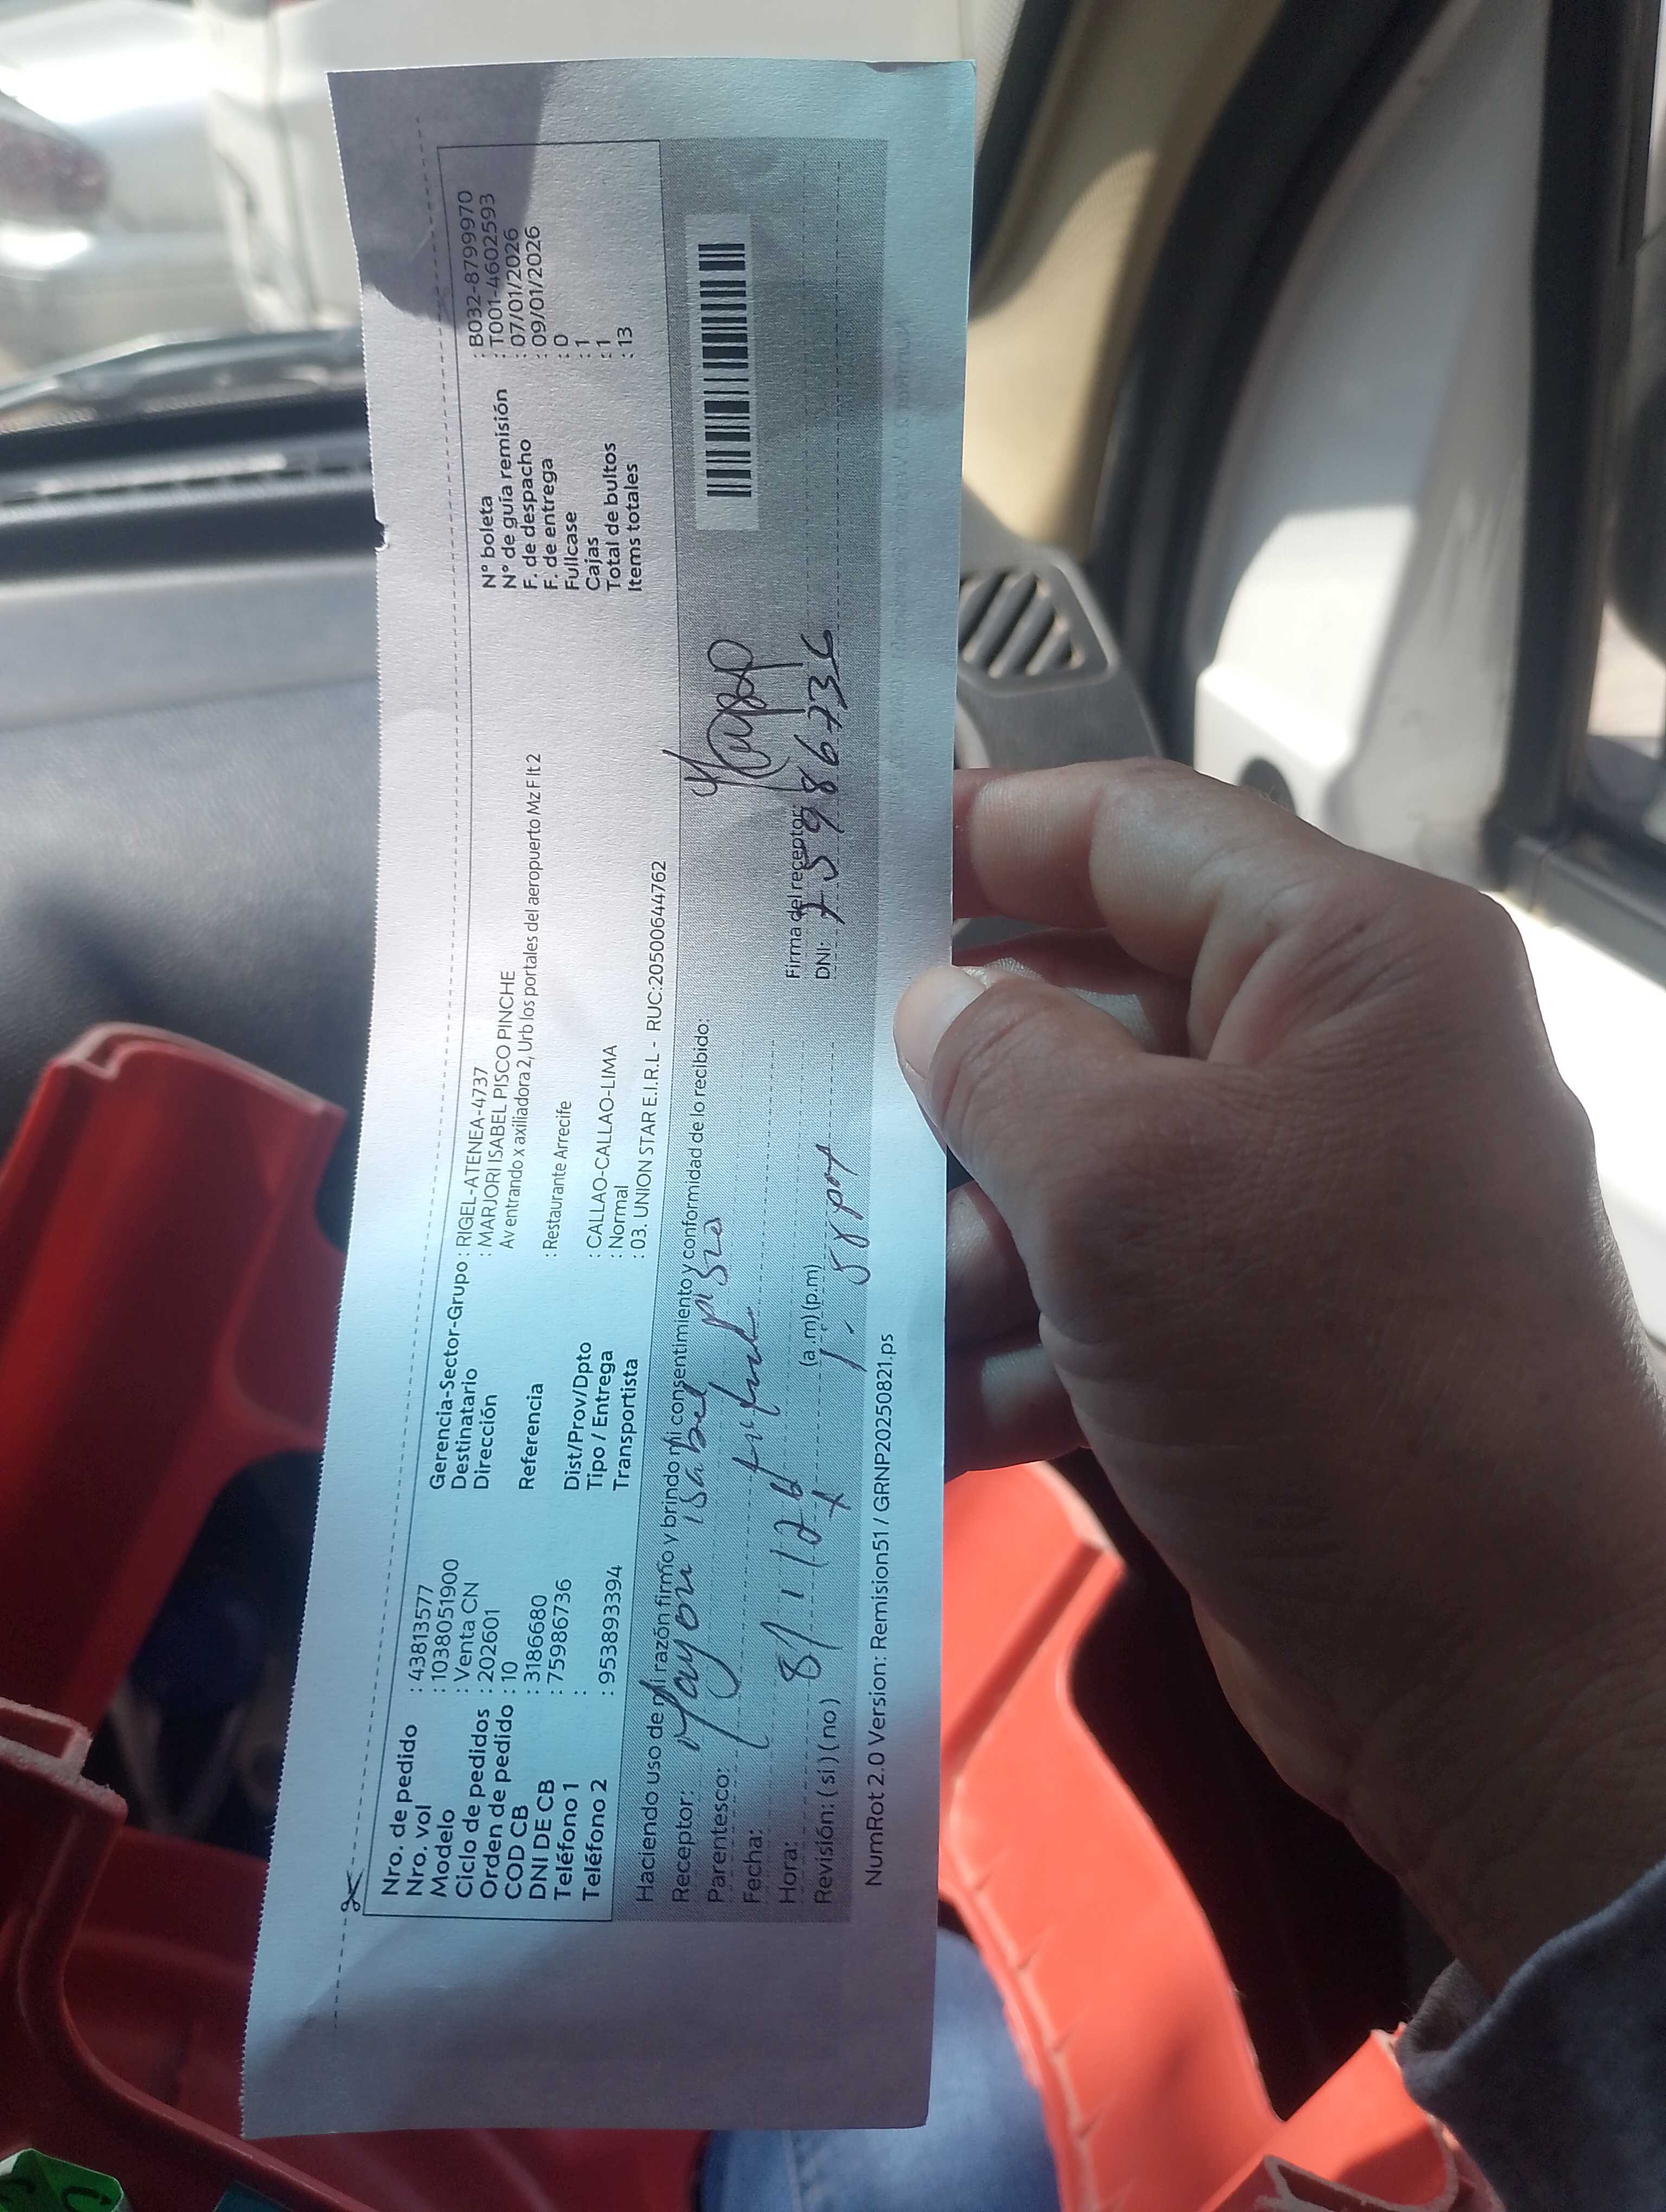 Nro. de pedido : 43813577
Nro. vol : 10380519​00
Modelo : Venta CN
Ciclo de pedidos : 202601
Orden de pedido : 10
COD CB : 3186680
DNI DE CB : 75986736
Teléfono 1 :
Teléfono 2 : 953893394
Gerencia-Sector-Grupo : RIGEL-ATENEA-4737
Destinatario : MARJORI ISABEL PISCO PINCHE
Dirección Av entrando x axiliadora 2, Urb los portales del aeropuerto Mz F lt 2
Referencia : Restaurante Arrecife
Dist/Prov/Dpto : CALLAO-CALLAO-LIMA
Tipo / Entrega : Normal
Transportista : 03. UNION STAR E.I.R.L - RUC:20500644762
N° boleta : B032-8799970
N° de guía remisión : T001-4602593
F. de despacho : 07/01/2026
F. de entrega : 09/01/2026
Fullcase : 0
Cajas : 1
Total de bultos : 1
Items totales : 13
Haciendo uso de mi razón firmo y brindo mi consentimiento y conformidad de lo recibido:
Receptor: isabel
Parentesco:
Fecha: 8/1/26
Hora: (a.m) (p.m) 1.58 pm
Revisión: (si) (no)
Firma del receptor:
DNI: 75986736
NumRot 2.0 Version: Remision51 / GRNP20250821.ps